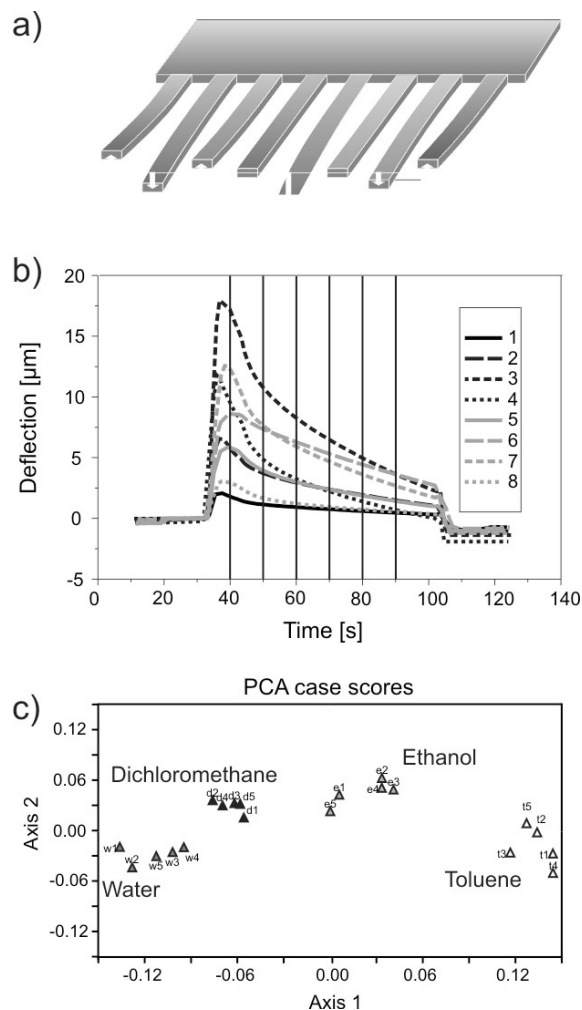 a)
b)
20
15
10
5
0
-5
Deflection [µm]
0 20 40 60 80 100 120 140
Time [s]
1
2
3
4
5
6
7
8
c)
PCA case scores
0.12
0.06
0.00
-0.06
-0.12
Axis 2
Dichloromethane
d2 d4 d3 d5
d1
Ethanol
e2
e1 e4 e3
e5
w1 w2 w5 w3 w4
Water
t5
t2
t3 t1
t4
Toluene
-0.12 -0.06 0.00 0.06 0.12
Axis 1